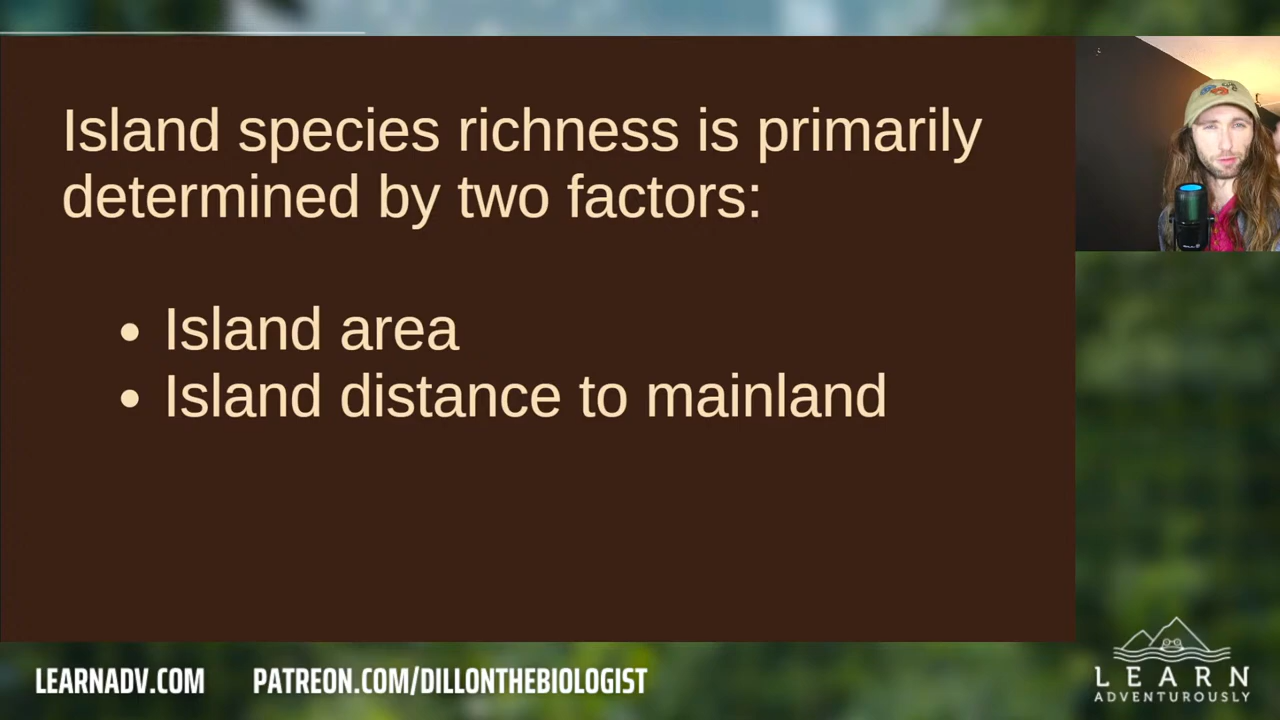 Island species richness is primarily
determined by two factors:
• Island area
• Island distance to mainland
LEARNADV.COM PATREON.COM/DILLONTHEBIOLOGIST
LEARN
ADVENTUROUSLY